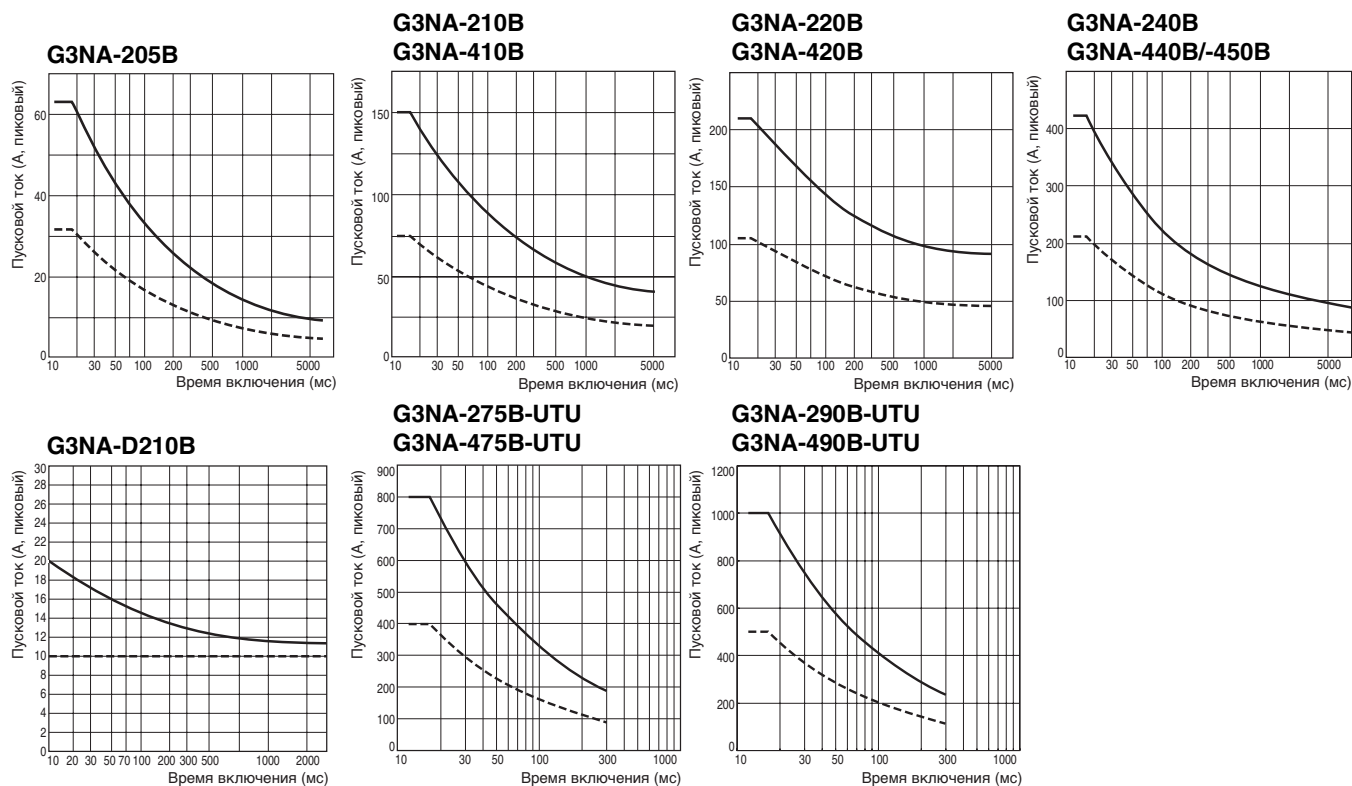 G3NA-205B
Пусковой ток (А, пиковый)
60
40
20
0
30 50 100 200 500 1000 5000
Время включения (мс)
G3NA-210B
G3NA-410B
Пусковой ток (А, пиковый)
150
100
50
0
10 30 50 100 200 500 1000 5000
Время включения (мс)
G3NA-220B
G3NA-420B
Пусковой ток (А, пиковый)
200
150
100
50
0
10 30 50 100 200 500 1000 5000
Время включения (мс)
G3NA-240B
G3NA-440B/-450B
Пусковой ток (А, пиковый)
400
300
200
100
0
10 30 50 100 200 500 1000 5000
Время включения (мс)
G3NA-D210B
Пусковой ток (А, пиковый)
30
28
26
24
22
20
18
16
14
12
10
8
6
4
2
0
10 20 30 50 70 100 200 300 500 1000 2000
Время включения (мс)
G3NA-275B-UTU
G3NA-475B-UTU
Пусковой ток (А, пиковый)
900
800
700
600
500
400
300
200
100
0
10 30 50 100 300 1000
Время включения (мс)
G3NA-290B-UTU
G3NA-490B-UTU
Пусковой ток (А, пиковый)
1200
1000
800
600
400
200
0
10 30 50 100 300 1000
Время включения (мс)